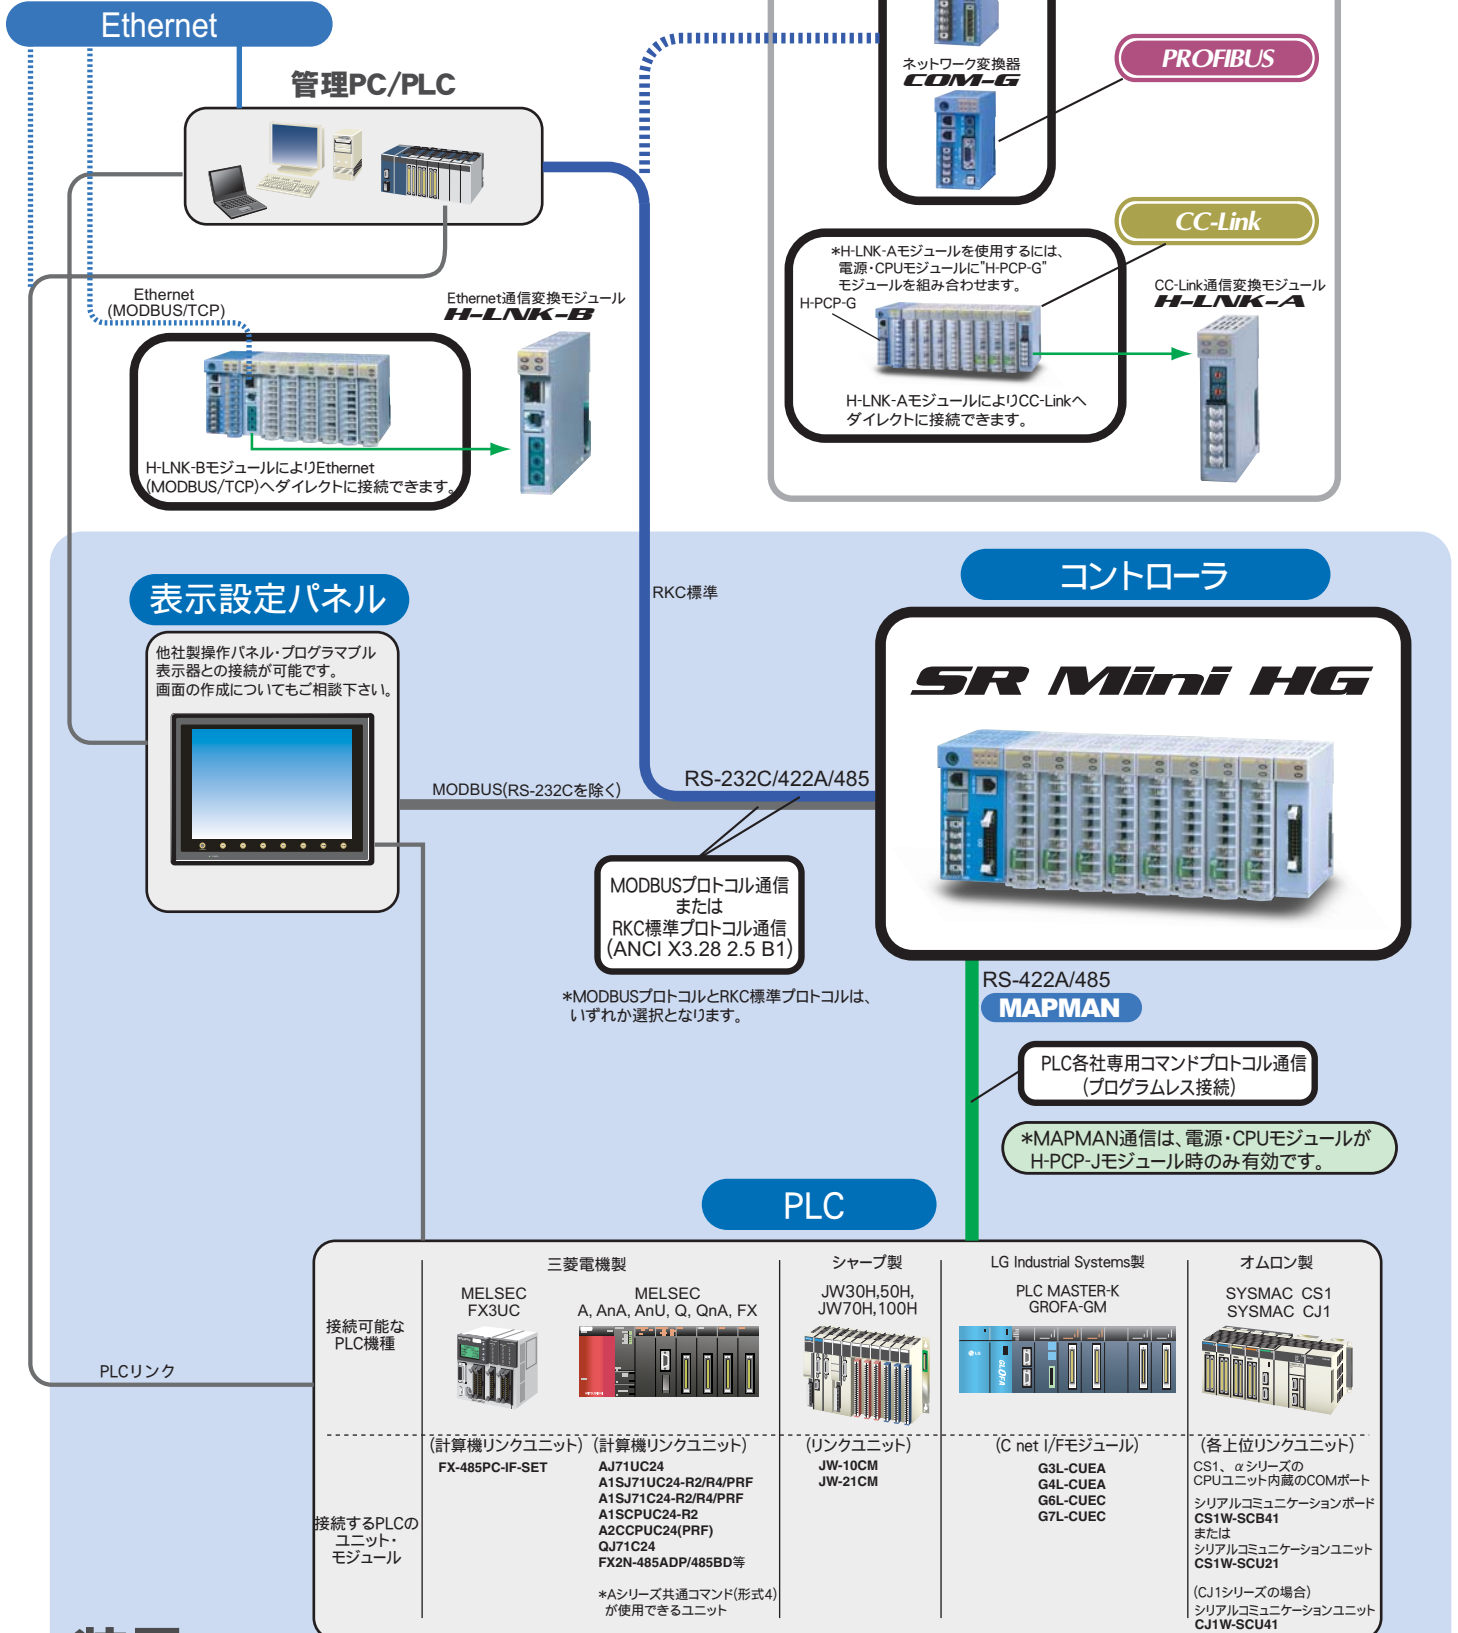 Ethernet
管理PC/PLC
ネットワーク変換器
COM-G
PROFIBUS
CC-Link
*H-LNK-Aモジュールを使用するには、
電源・CPUモジュールに"H-PCP-G"
モジュールを組み合わせます。
H-PCP-G
CC-Link通信変換モジュール
H-LNK-A
H-LNK-AモジュールによりCC-Linkへ
ダイレクトに接続できます。
Ethernet
(MODBUS/TCP)
Ethernet通信変換モジュール
H-LNK-B
H-LNK-BモジュールによりEthernet
(MODBUS/TCP)へダイレクトに接続できます。
表示設定パネル
他社製操作パネル・プログラマブル
表示器との接続が可能です。
画面の作成についてもご相談下さい。
RKC標準
コントローラ
SR Mini HG
MODBUS(RS-232Cを除く)
RS-232C/422A/485
MODBUSプロトコル通信
または
RKC標準プロトコル通信
(ANCI X3.28 2.5 B1)
*MODBUSプロトコルとRKC標準プロトコルは、
いずれか選択となります。
RS-422A/485
MAPMAN
PLC各社専用コマンドプロトコル通信
(プログラムレス接続)
*MAPMAN通信は、電源・CPUモジュールが
H-PCP-Jモジュール時のみ有効です。
PLC
PLCリンク
接続可能な
PLC機種
三菱電機製
MELSEC
FX3UC
MELSEC
A, AnA, AnU, Q, QnA, FX
シャープ製
JW30H,50H,
JW70H,100H
LG Industrial Systems製
PLC MASTER-K
GROFA-GM
GLOFA
オムロン製
SYSMAC CS1
SYSMAC CJ1
接続するPLCの
ユニット・
モジュール
(計算機リンクユニット)
FX-485PC-IF-SET
(計算機リンクユニット)
AJ71UC24
A1SJ71UC24-R2/R4/PRF
A1SJ71C24-R2/R4/PRF
A1SCPUC24-R2
A2CCPUC24(PRF)
QJ71C24
FX2N-485ADP/485BD等
*Aシリーズ共通コマンド(形式4)
が使用できるユニット
(リンクユニット)
JW-10CM
JW-21CM
(C net I/Fモジュール)
G3L-CUEA
G4L-CUEA
G6L-CUEC
G7L-CUEC
(各上位リンクユニット)
CS1、αシリーズの
CPUユニット内蔵のCOMポート
シリアルコミュニケーションボード
CS1W-SCB41
または
シリアルコミュニケーションユニット
CS1W-SCU21
(CJ1シリーズの場合)
シリアルコミュニケーションユニット
CJ1W-SCU41